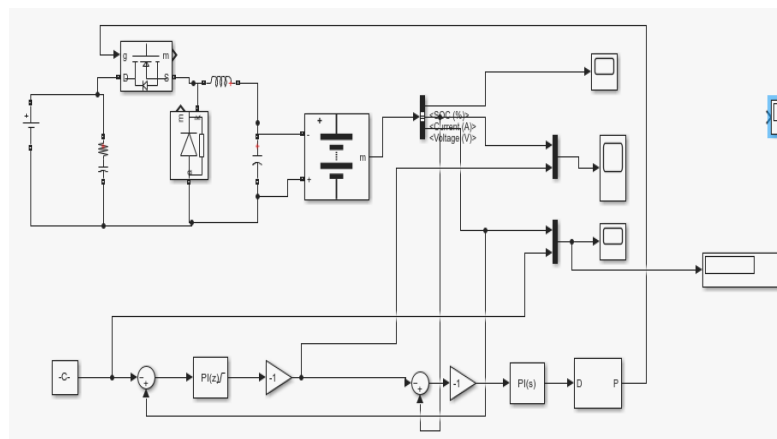 g m
D S
+
m
a
<SOC (%)>
<Current (A)>
<Voltage (V)>
+
-
+
m
-C-
PI(z)
-1
-1
PI(s)
D P